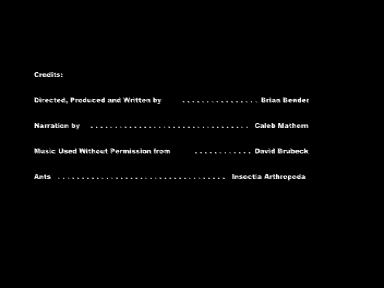 Credits:
Directed, Produced and Written by . . . . . . . . . . . . . . . Brian Bender
Narration by . . . . . . . . . . . . . . . . . . . . . . . . . . . . . . . Caleb Mathern
Music Used Without Permission from . . . . . . . . . . . . David Brubeck
Ants . . . . . . . . . . . . . . . . . . . . . . . . . . . . . . . . . Insectia Arthropeda